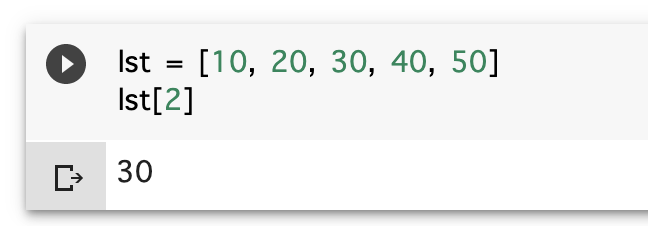 lst = [10, 20, 30, 40, 50]
lst[2]
30